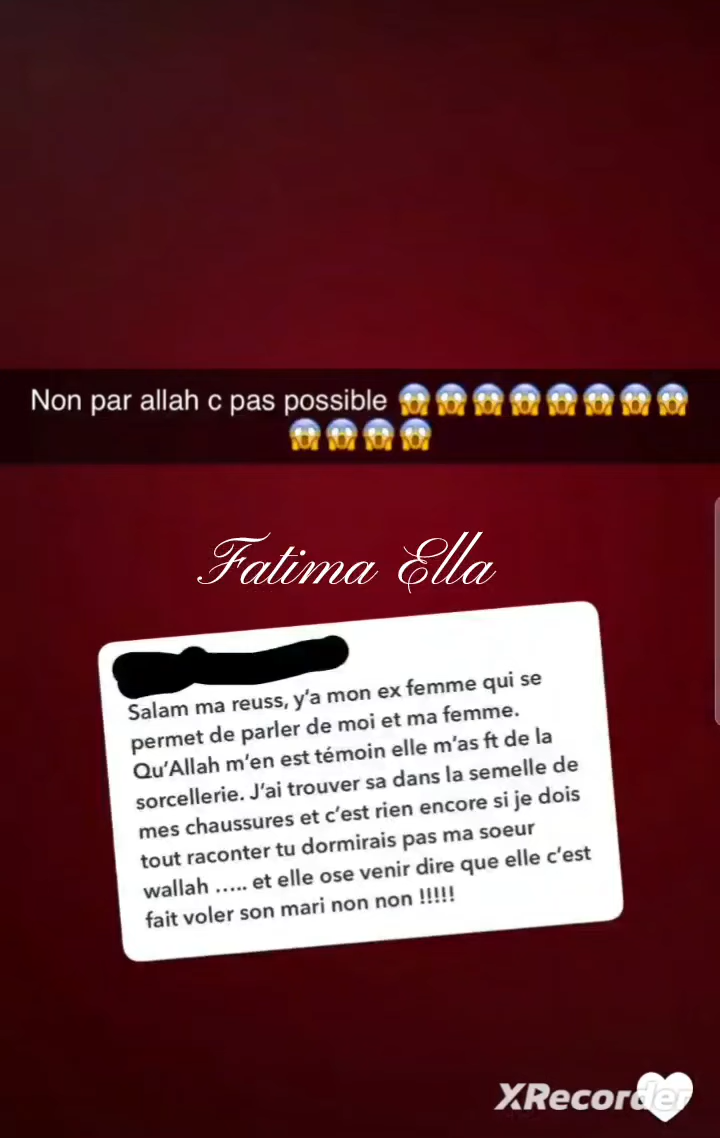 Non par allah c pas possible 😱😱😱😱😱😱😱😱
😱😱😱😱
Fatima Ella
Salam ma reuss, y'a mon ex femme qui se
permet de parler de moi et ma femme.
Qu'Allah m'en est témoin elle m'as ft de la
sorcellerie. J'ai trouver sa dans la semelle de
mes chaussures et c'est rien encore si je dois
tout raconter tu dormirais pas ma soeur
wallah ..... et elle ose venir dire que elle c'est
fait voler son mari non non !!!!!
XRecorder